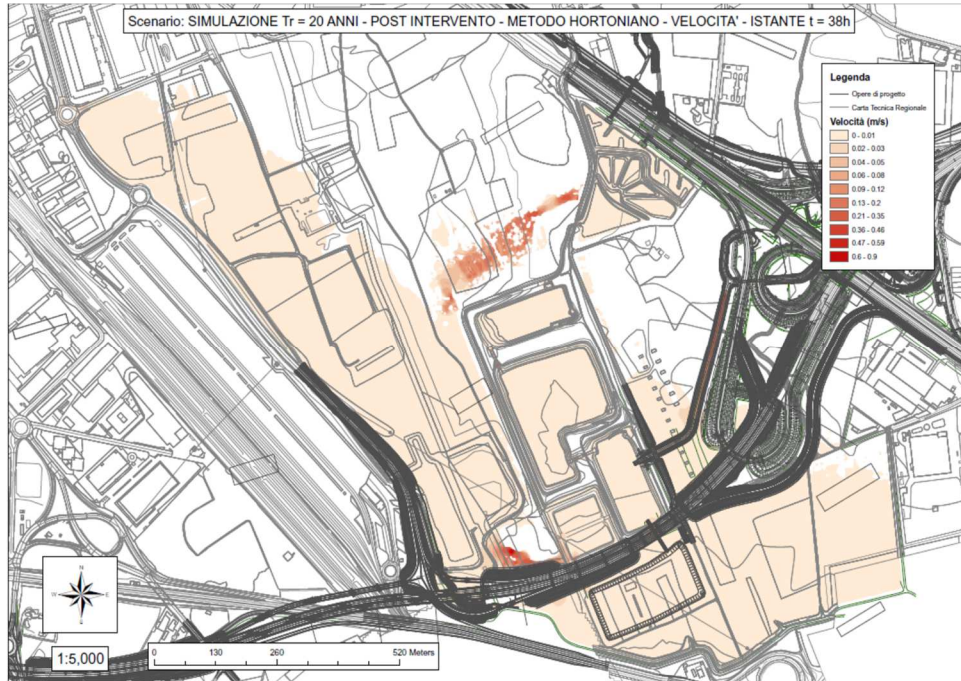 Scenario: SIMULAZIONE Tr = 20 ANNI - POST INTERVENTO - METODO HORTONIANO - VELOCITA' - ISTANTE t = 38h
Legenda
Opere di progetto
Carta Tecnica Regionale
Velocità (m/s)
0 - 0.01
0.02 - 0.03
0.04 - 0.05
0.06 - 0.08
0.09 - 0.12
0.13 - 0.2
0.21 - 0.35
0.36 - 0.46
0.47 - 0.59
0.6 - 0.9
N
W E
S
1:5,000
0 130 260 520 Meters